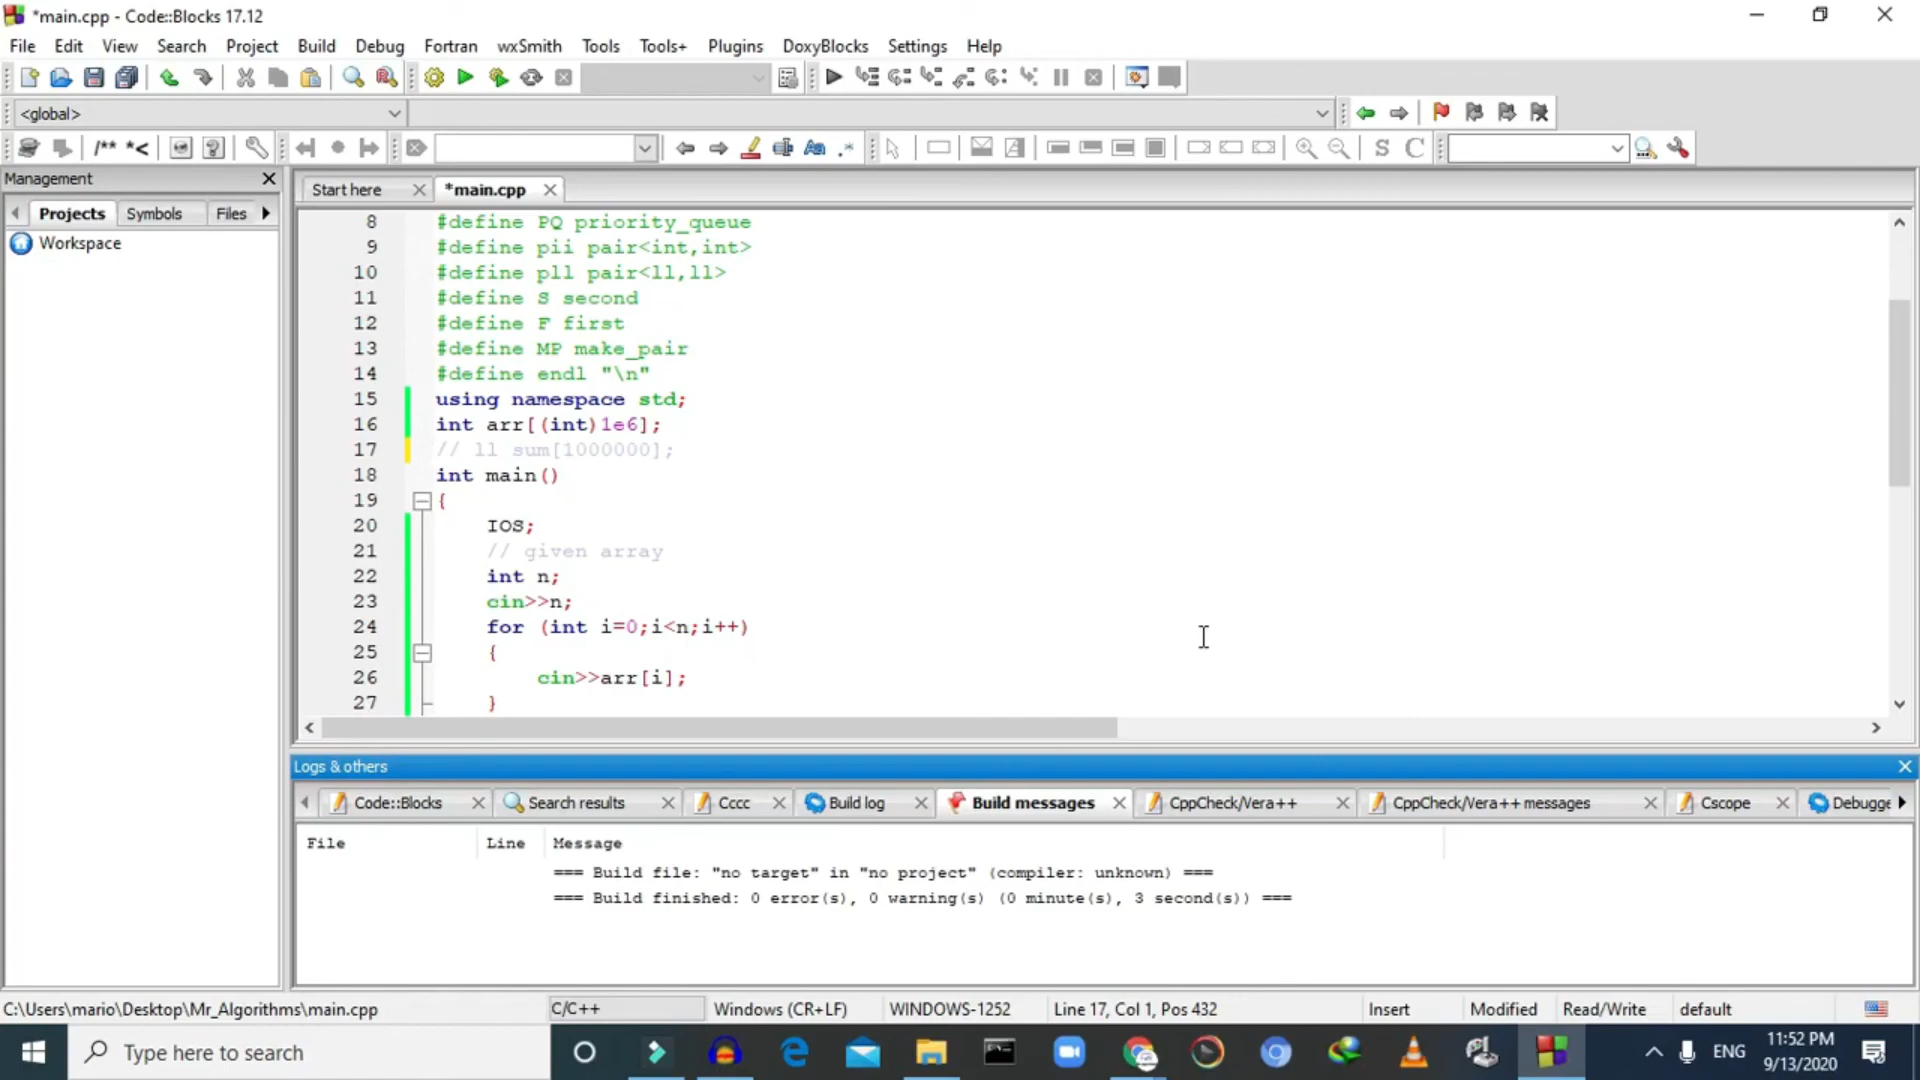 *main.cpp - Code::Blocks 17.12
File Edit View Search Project Build Debug Fortran wxSmith Tools Tools+ Plugins DoxyBlocks Settings Help
<global>
/** *<
S C
Management
Projects Symbols Files
Workspace
Start here *main.cpp
8 #define PQ priority_queue
9 #define pii pair<int,int>
10 #define pll pair<ll,ll>
11 #define S second
12 #define F first
13 #define MP make_pair
14 #define endl "\n"
15 using namespace std;
16 int arr[(int)1e6];
17 // ll sum[1000000];
18 int main()
19 {
20 IOS;
21 // given array
22 int n;
23 cin>>n;
24 for (int i=0;i<n;i++)
25 {
26 cin>>arr[i];
27 }
Logs & others
Code::Blocks Search results Cccc Build log Build messages CppCheck/Vera++ CppCheck/Vera++ messages Cscope Debugge
File Line Message
=== Build file: "no target" in "no project" (compiler: unknown) ===
=== Build finished: 0 error(s), 0 warning(s) (0 minute(s), 3 second(s)) ===
C:\Users\mario\Desktop\Mr_Algorithms\main.cpp C/C++ Windows (CR+LF) WINDOWS-1252 Line 17, Col 1, Pos 432 Insert Modified Read/Write default
Type here to search
ENG
11:52 PM
9/13/2020